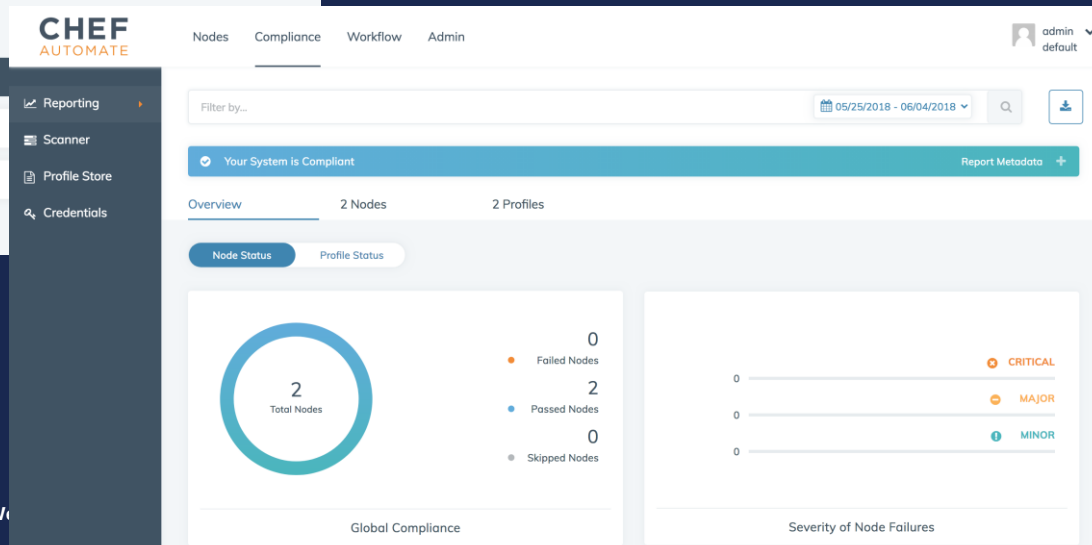 CHEF
AUTOMATE
Nodes Compliance Workflow Admin
admin
default
Reporting
Scanner
Profile Store
Credentials
Filter by...
05/25/2018 - 06/04/2018
Your System is Compliant
Report Metadata +
Overview 2 Nodes 2 Profiles
Node Status Profile Status
2
Total Nodes
0
Failed Nodes
2
Passed Nodes
0
Skipped Nodes
Global Compliance
CRITICAL
0
MAJOR
0
MINOR
0
Severity of Node Failures